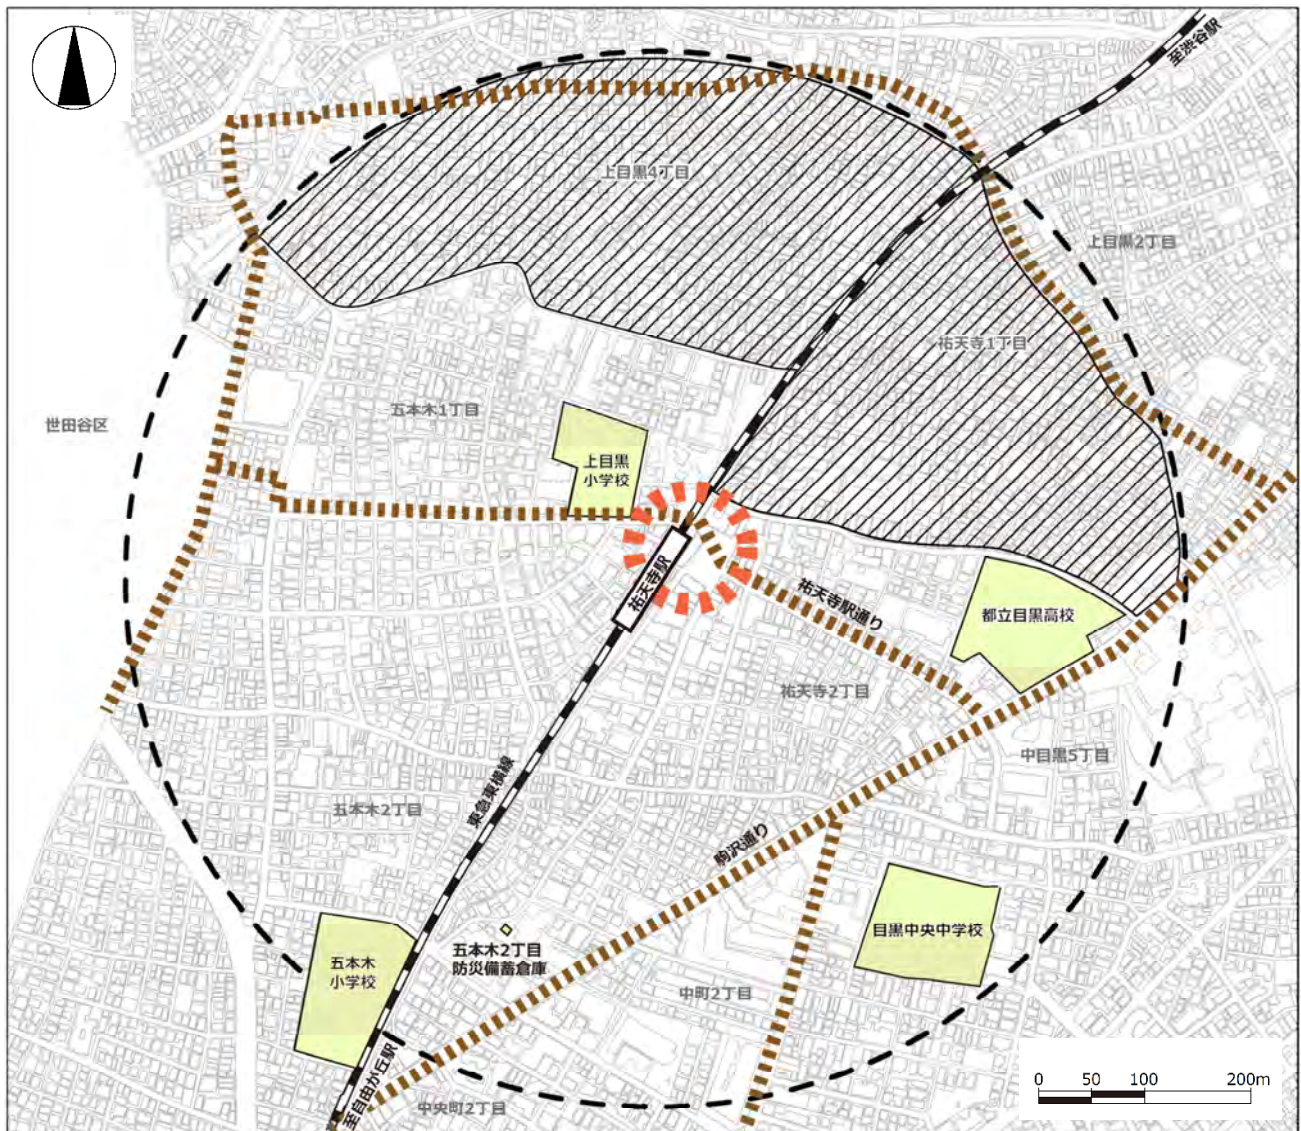 至渋谷駅
上目黒4丁目
上目黒2丁目
祐天寺1丁目
五本木1丁目
世田谷区
上目黒
小学校
祐天寺駅
祐天寺駅通り
都立目黒高校
祐天寺2丁目
中目黒5丁目
東急東横線
五本木2丁目
駒沢通り
目黒中央中学校
五本木2丁目
防災備蓄倉庫
五本木
小学校
中町2丁目
至自由が丘駅
中央町2丁目
0 50 100 200m